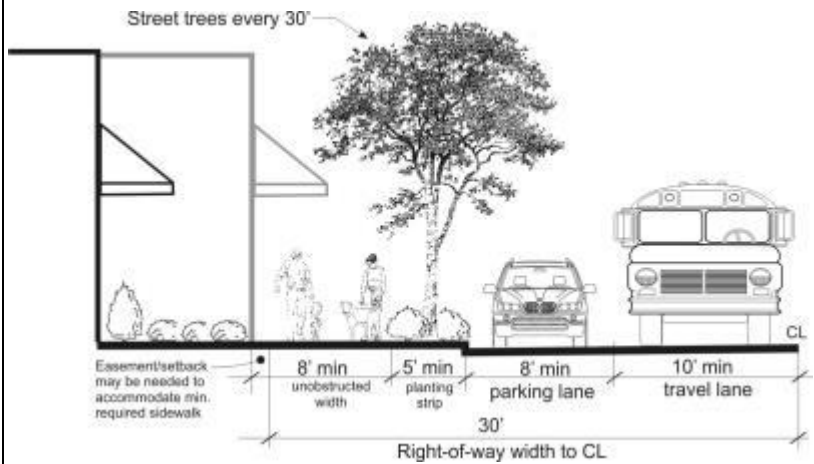 Street trees every 30'
CL
Easement/setback
may be needed to
accommodate min.
required sidewalk
8' min
unobstructed
width
5' min
planting
strip
8' min
parking lane
10' min
travel lane
30'
Right-of-way width to CL